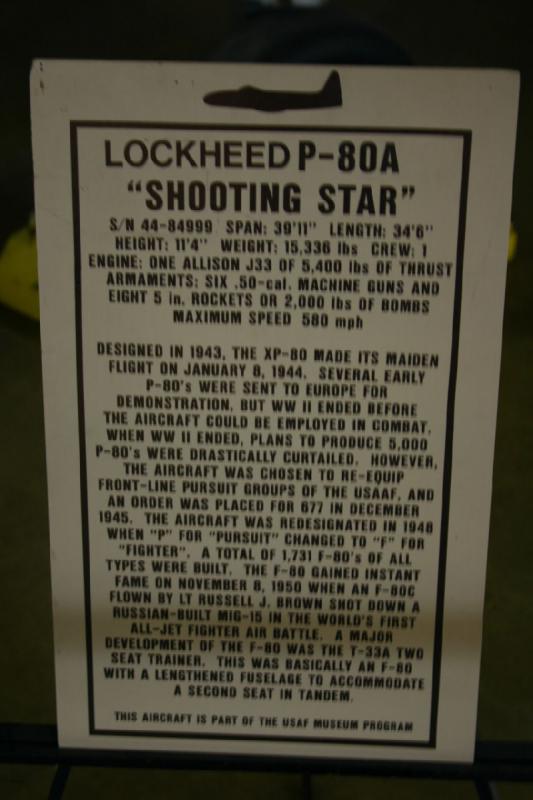 LOCKHEED P-80A
"SHOOTING STAR"
S/N 44-84999 SPAN: 39'11" LENGTH: 34'6"
HEIGHT: 11'4" WEIGHT: 15,336 lbs CREW: 1
ENGINE: ONE ALLISON J33 OF 5,400 lbs OF THRUST
ARMAMENTS: SIX .50-cal. MACHINE GUNS AND
EIGHT 5 in. ROCKETS OR 2,000 lbs OF BOMBS
MAXIMUM SPEED 580 mph
DESIGNED IN 1943, THE XP-80 MADE ITS MAIDEN
FLIGHT ON JANUARY 8, 1944. SEVERAL EARLY
P-80's WERE SENT TO EUROPE FOR
DEMONSTRATION, BUT WW II ENDED BEFORE
THE AIRCRAFT COULD BE EMPLOYED IN COMBAT.
WHEN WW II ENDED, PLANS TO PRODUCE 5,000
P-80's WERE DRASTICALLY CURTAILED. HOWEVER,
THE AIRCRAFT WAS CHOSEN TO RE-EQUIP
FRONT-LINE PURSUIT GROUPS OF THE USAAF, AND
AN ORDER WAS PLACED FOR 677 IN DECEMBER
1945. THE AIRCRAFT WAS REDESIGNATED IN 1948
WHEN "P" FOR "PURSUIT" CHANGED TO "F" FOR
"FIGHTER". A TOTAL OF 1,731 F-80's OF ALL
TYPES WERE BUILT. THE F-80 GAINED INSTANT
FAME ON NOVEMBER 8, 1950 WHEN AN F-80C
FLOWN BY LT RUSSELL J. BROWN SHOT DOWN A
RUSSIAN-BUILT MiG-15 IN THE WORLD'S FIRST
ALL-JET FIGHTER AIR BATTLE. A MAJOR
DEVELOPMENT OF THE F-80 WAS THE T-33A TWO
SEAT TRAINER. THIS WAS BASICALLY AN F-80
WITH A LENGTHENED FUSELAGE TO ACCOMMODATE
A SECOND SEAT IN TANDEM.
THIS AIRCRAFT IS PART OF THE USAF MUSEUM PROGRAM